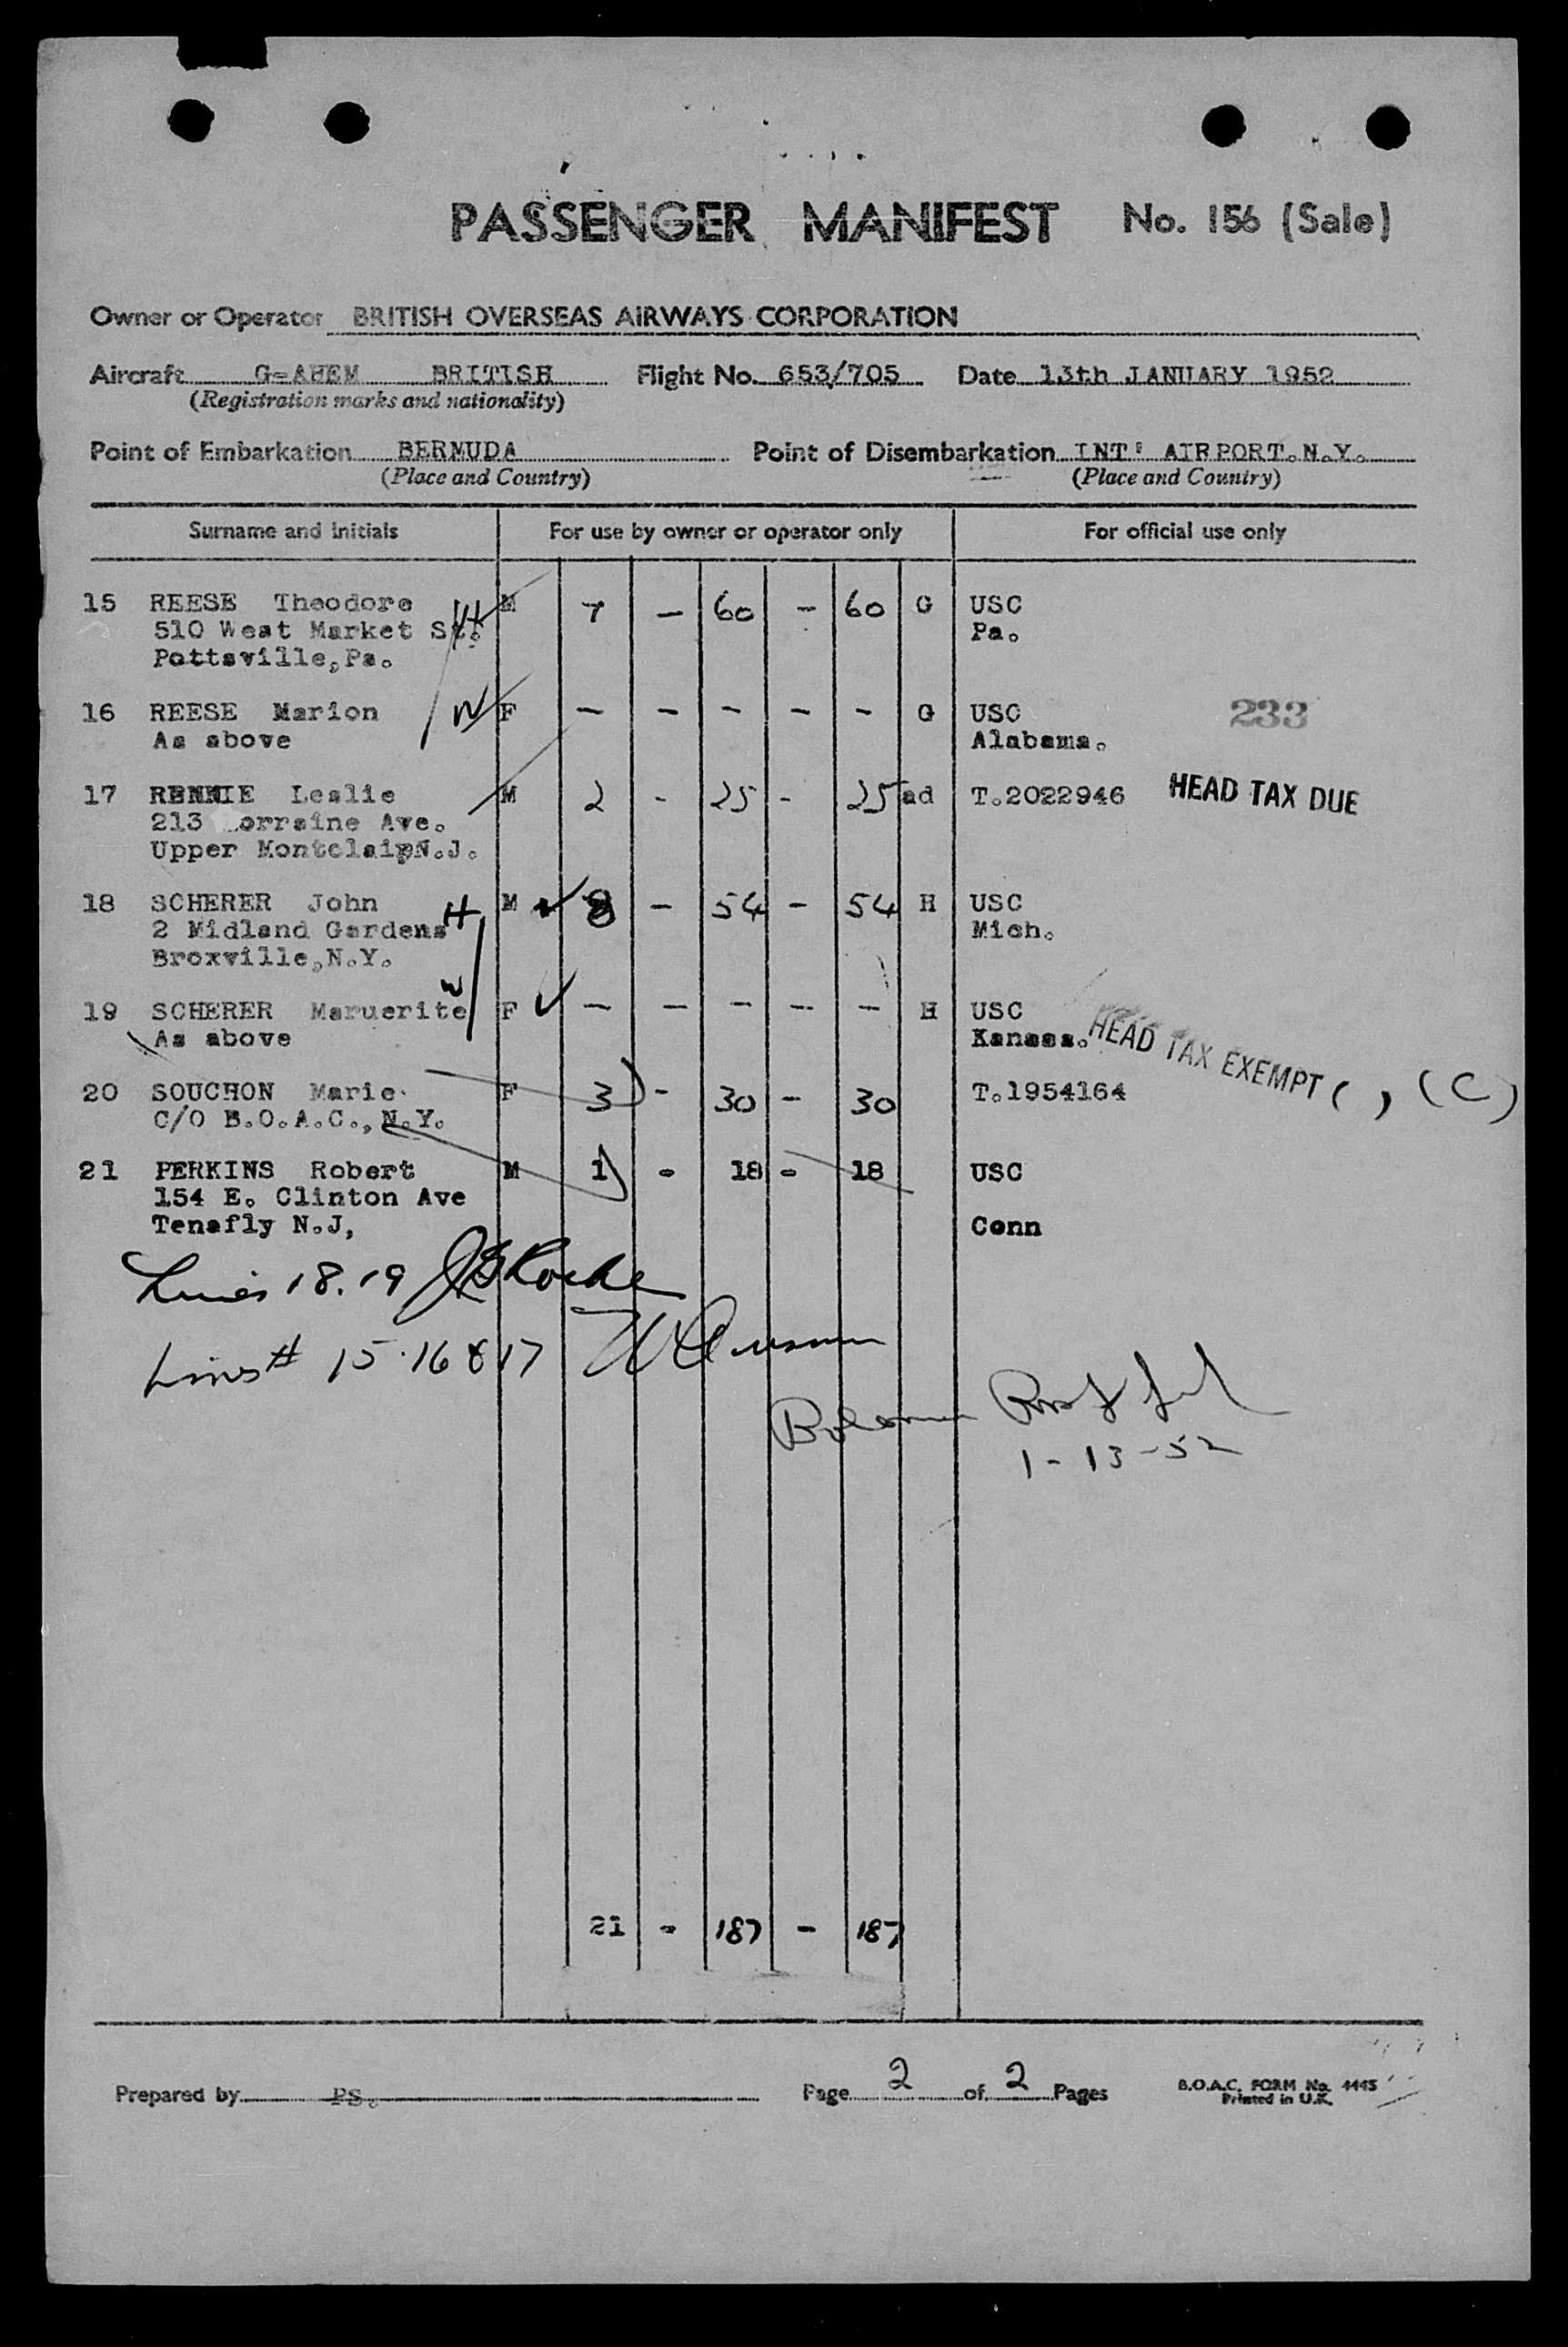 PASSENGER MANIFEST No. 156 (Sale)
Owner or Operator BRITISH OVERSEAS AIRWAYS CORPORATION
Aircraft G-AHEM BRITISH Flight No. 653/705 Date 13th JANUARY 1952
(Registration marks and nationality)
Point of Embarkation BERMUDA Point of Disembarkation INT' AIRPORT.N.Y.
(Place and Country) (Place and Country)
Surname and initials For use by owner or operator only For official use only
15 REESE Theodore H M 7 - 60 - 60 G USC
510 West Market St. Pa.
Pottsville,Pa.
16 REESE Marion W F - - - - - G USC 233
As above Alabama.
17 RENNIE Leslie M 2 - 25 - 25 ad T.2022946 HEAD TAX DUE
213 Lorraine Ave.
Upper Montclair,N.J.
18 SCHERER John H M 8 - 54 - 54 H USC
2 Midland Gardens Mich.
Broxville,N.Y.
19 SCHERER Maruerite W F - - - - - H USC
As above Kansas. HEAD TAX EXEMPT ( ) (C)
20 SOUCHON Marie F 3 - 30 - 30 T.1954164
C/O B.O.A.C.,N.Y.
21 PERKINS Robert M 1 - 18 - 18 USC
154 E. Clinton Ave
Tenafly N.J, Conn
Lines 18.19
Lines # 15.16 & 17
1-13-52
21 - 187 - 187
Prepared by PS. Page 2 of 2 Pages B.O.A.C. FORM No. 4445
Printed in U.K.